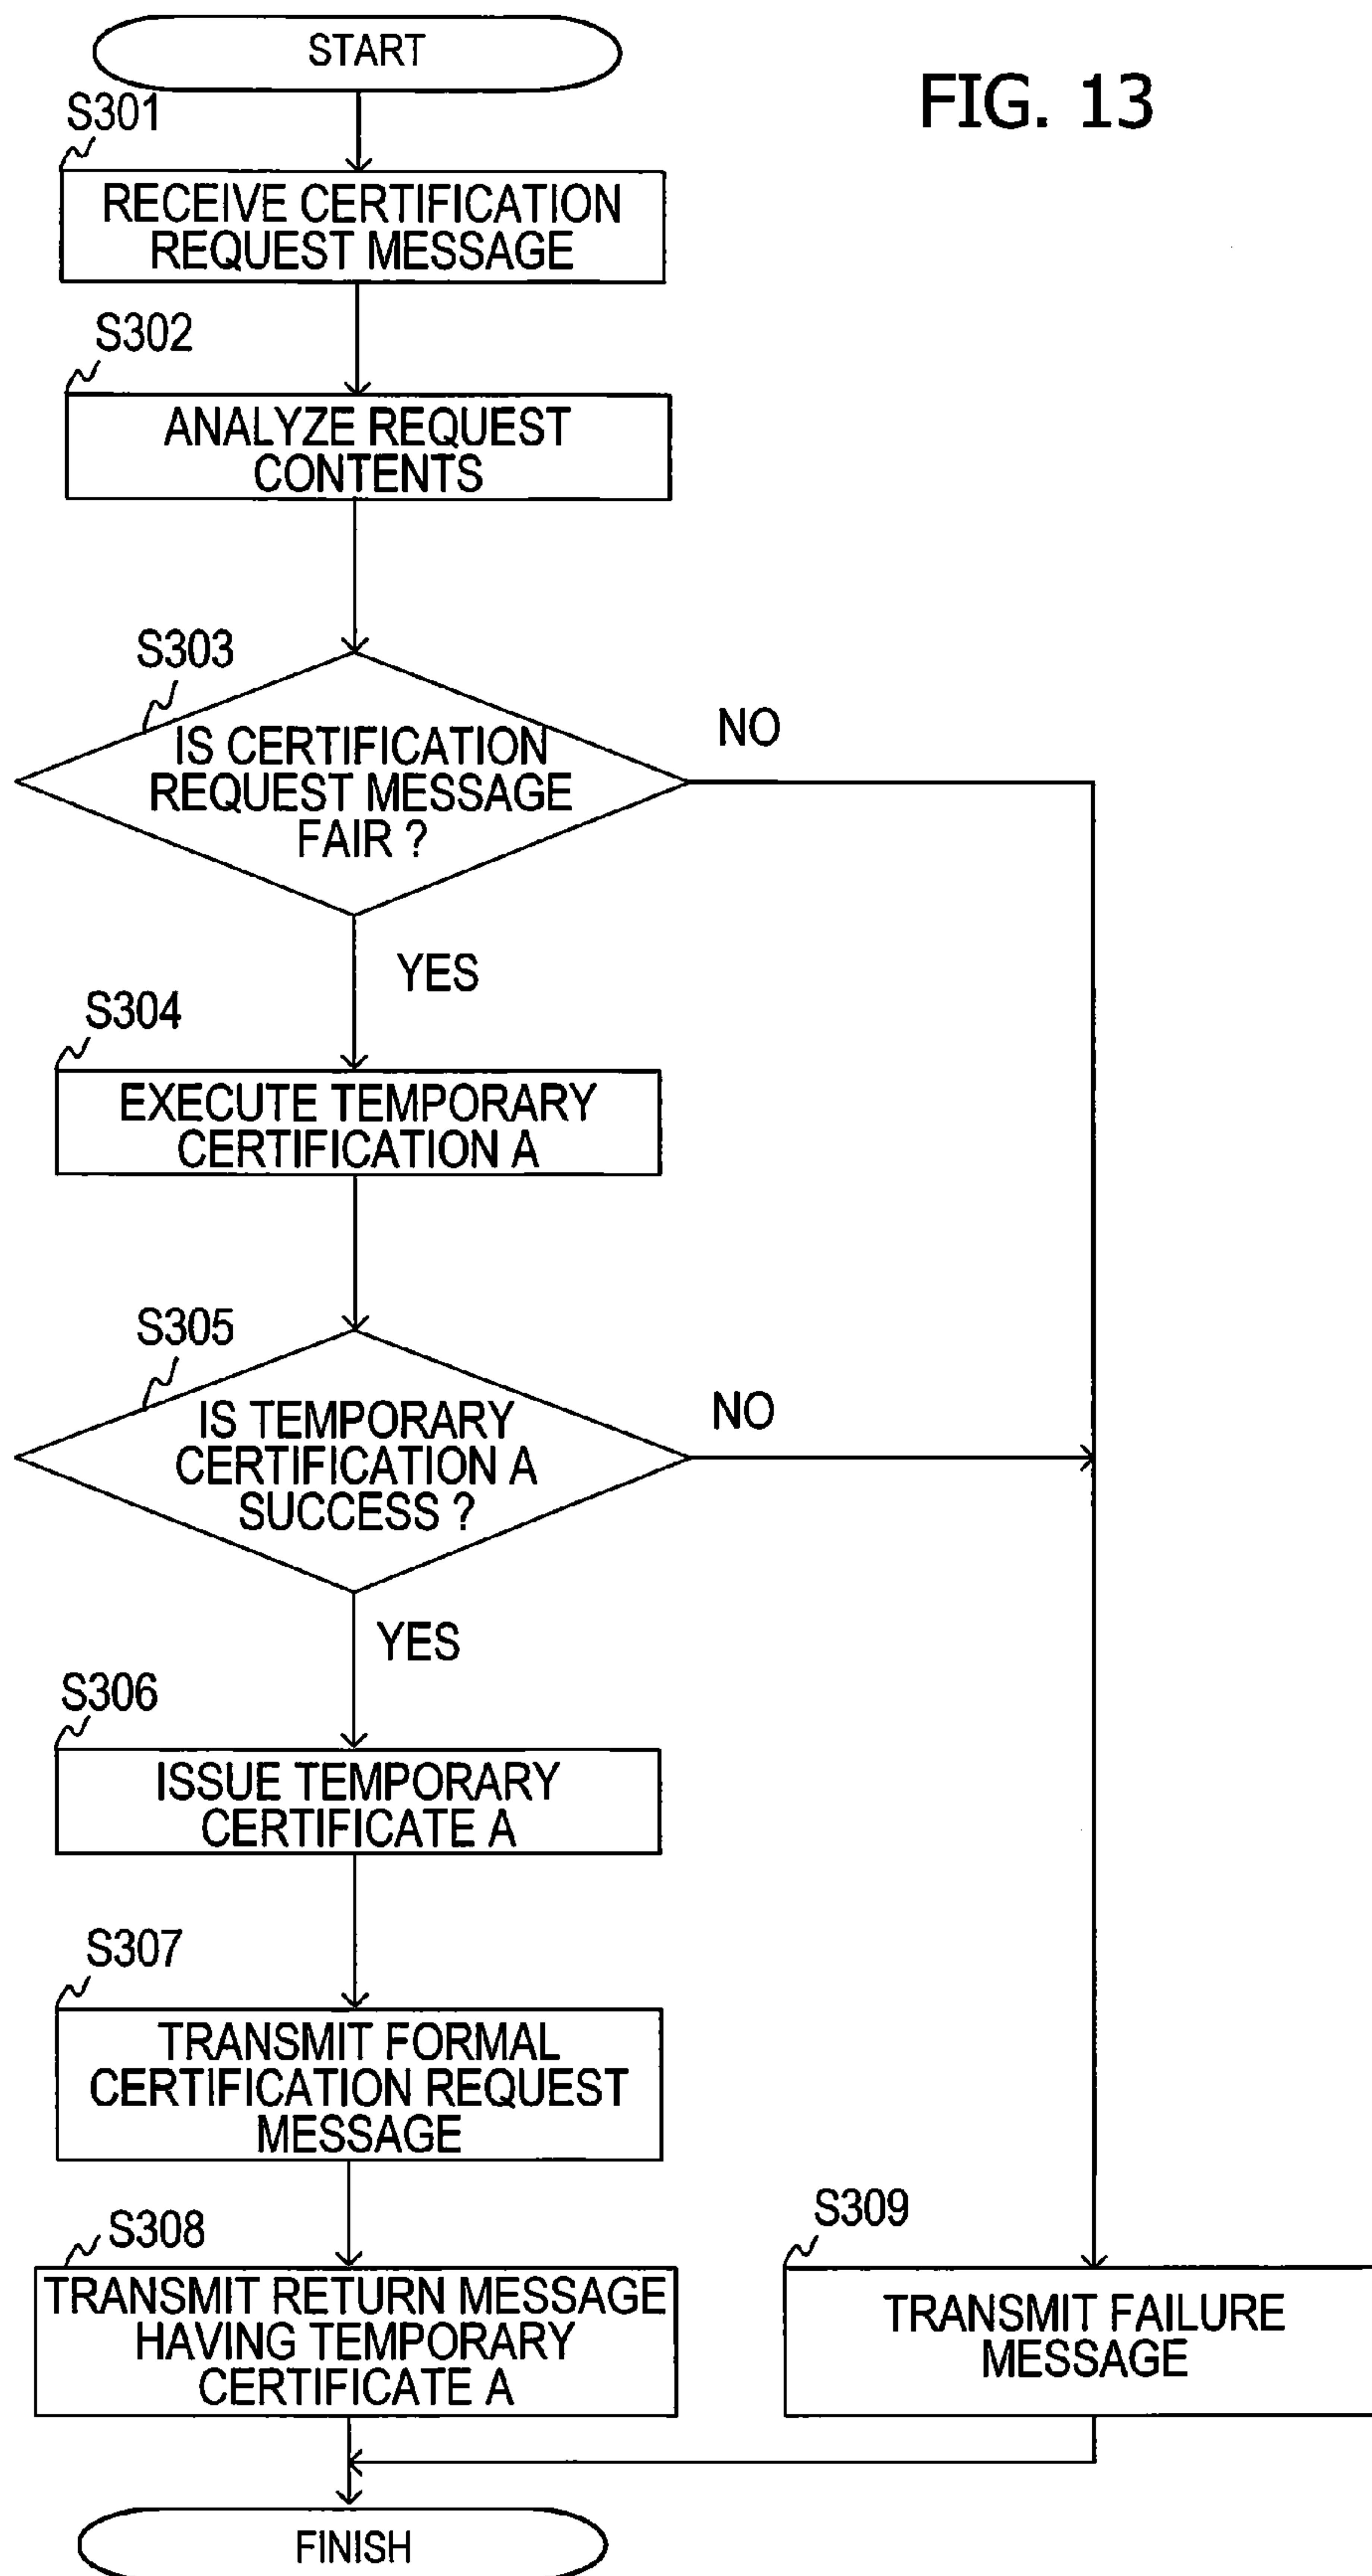 START
FIG. 13
S301
RECEIVE CERTIFICATION
REQUEST MESSAGE
S302
ANALYZE REQUEST
CONTENTS
S303
IS CERTIFICATION
REQUEST MESSAGE
FAIR ?
NO
YES
S304
EXECUTE TEMPORARY
CERTIFICATION A
S305
IS TEMPORARY
CERTIFICATION A
SUCCESS ?
NO
YES
S306
ISSUE TEMPORARY
CERTIFICATE A
S307
TRANSMIT FORMAL
CERTIFICATION REQUEST
MESSAGE
S308
TRANSMIT RETURN MESSAGE
HAVING TEMPORARY
CERTIFICATE A
S309
TRANSMIT FAILURE
MESSAGE
FINISH